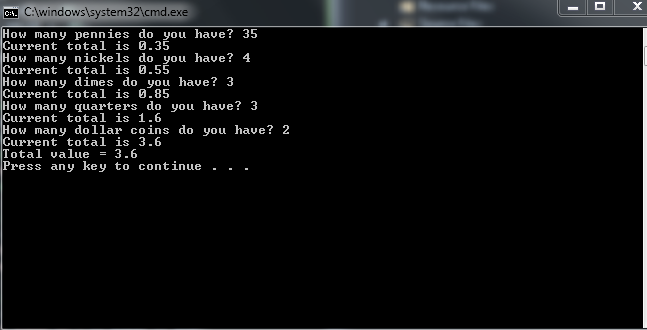 C:\windows\system32\cmd.exe
Resource Files
How many pennies do you have? 35
Current total is 0.35
How many nickels do you have? 4
Current total is 0.55
How many dimes do you have? 3
Current total is 0.85
How many quarters do you have? 3
Current total is 1.6
How many dollar coins do you have? 2
Current total is 3.6
Total value = 3.6
Press any key to continue . . .